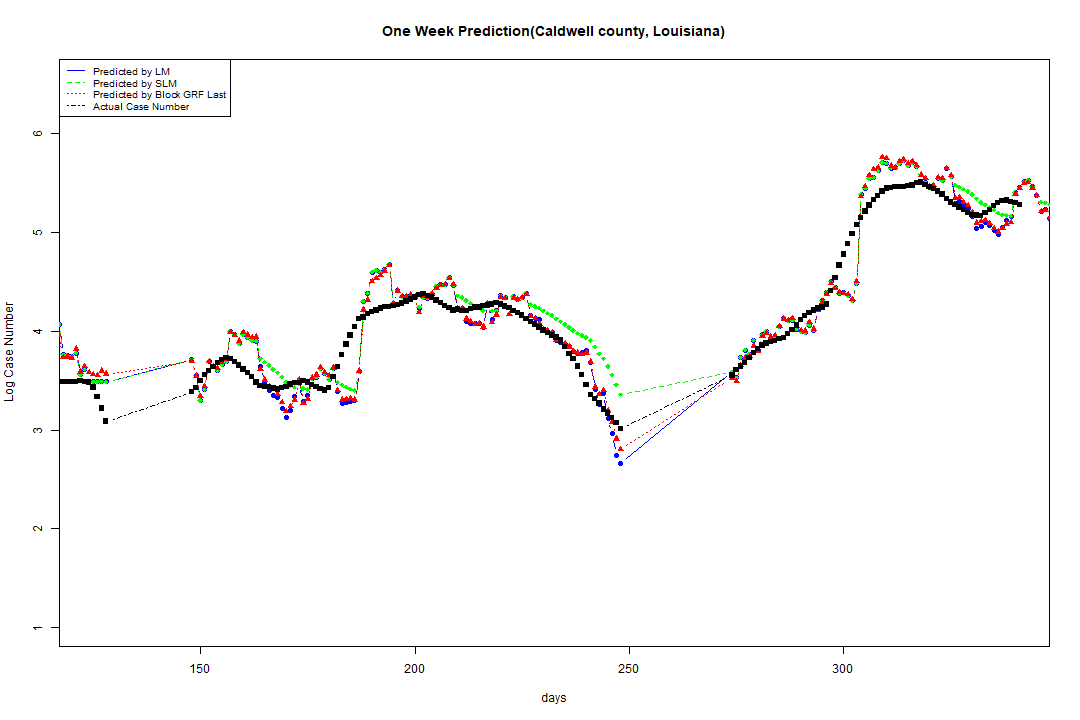 One Week Prediction(Caldwell county, Louisiana)
Predicted by LM
Predicted by SLM
Predicted by Block GRF Last
Actual Case Number
6
5
4
3
2
1
Log Case Number
150 200 250 300
days